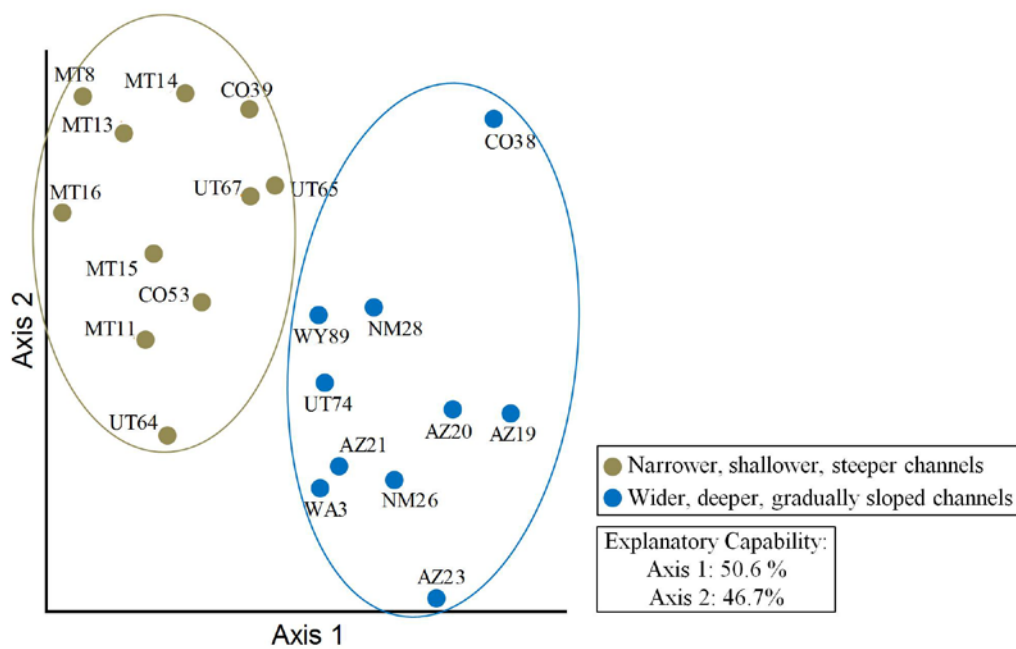 MT8
MT14
CO39
MT13
CO38
UT67
UT65
MT16
MT15
CO53
MT11
WY89
NM28
UT74
UT64
AZ20
AZ19
AZ21
WA3
NM26
AZ23
Axis 2
Axis 1
Narrower, shallower, steeper channels
Wider, deeper, gradually sloped channels
Explanatory Capability:
Axis 1: 50.6 %
Axis 2: 46.7%